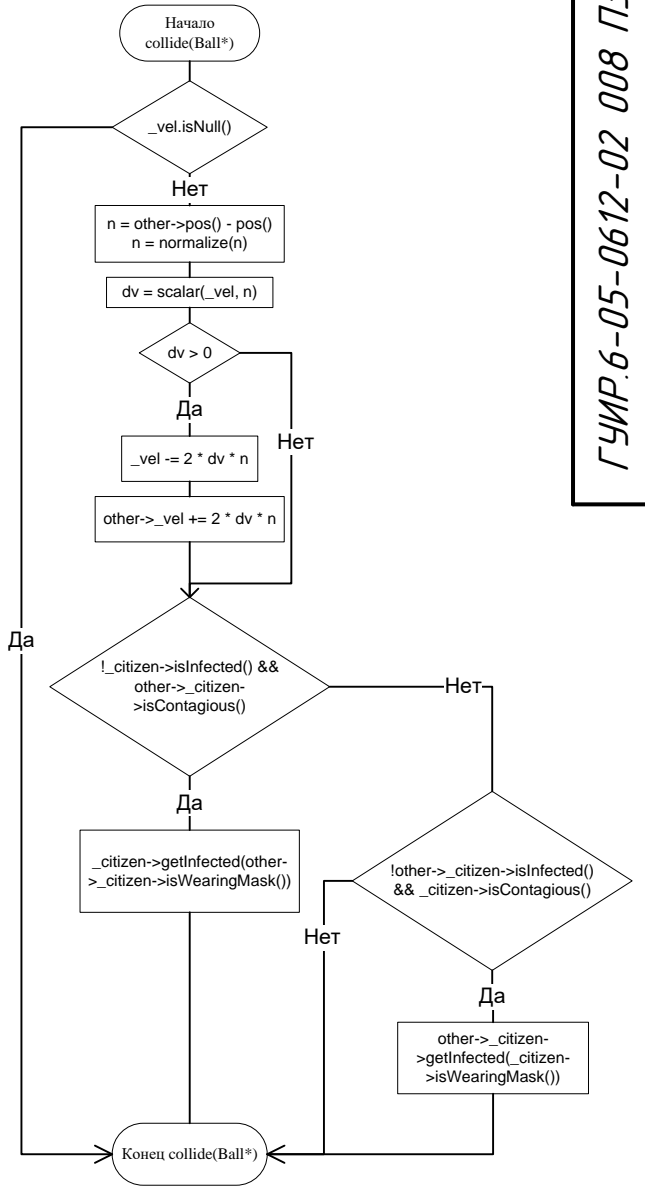 Начало
collide(Ball*)
_vel.isNull()
Нет
n = other->pos() - pos()
n = normalize(n)
dv = scalar(_vel, n)
dv > 0
Да
Нет
_vel -= 2 * dv * n
other->_vel += 2 * dv * n
Да
!_citizen->isInfected() &&
other->_citizen-
>isContagious()
Нет
Да
_citizen->getInfected(other-
>_citizen->isWearingMask())
!other->_citizen->isInfected()
&& _citizen->isContagious()
Нет
Да
other->_citizen-
>getInfected(_citizen-
>isWearingMask())
Конец collide(Ball*)
ГУИР.6-05-0612-02 008 ПЗ